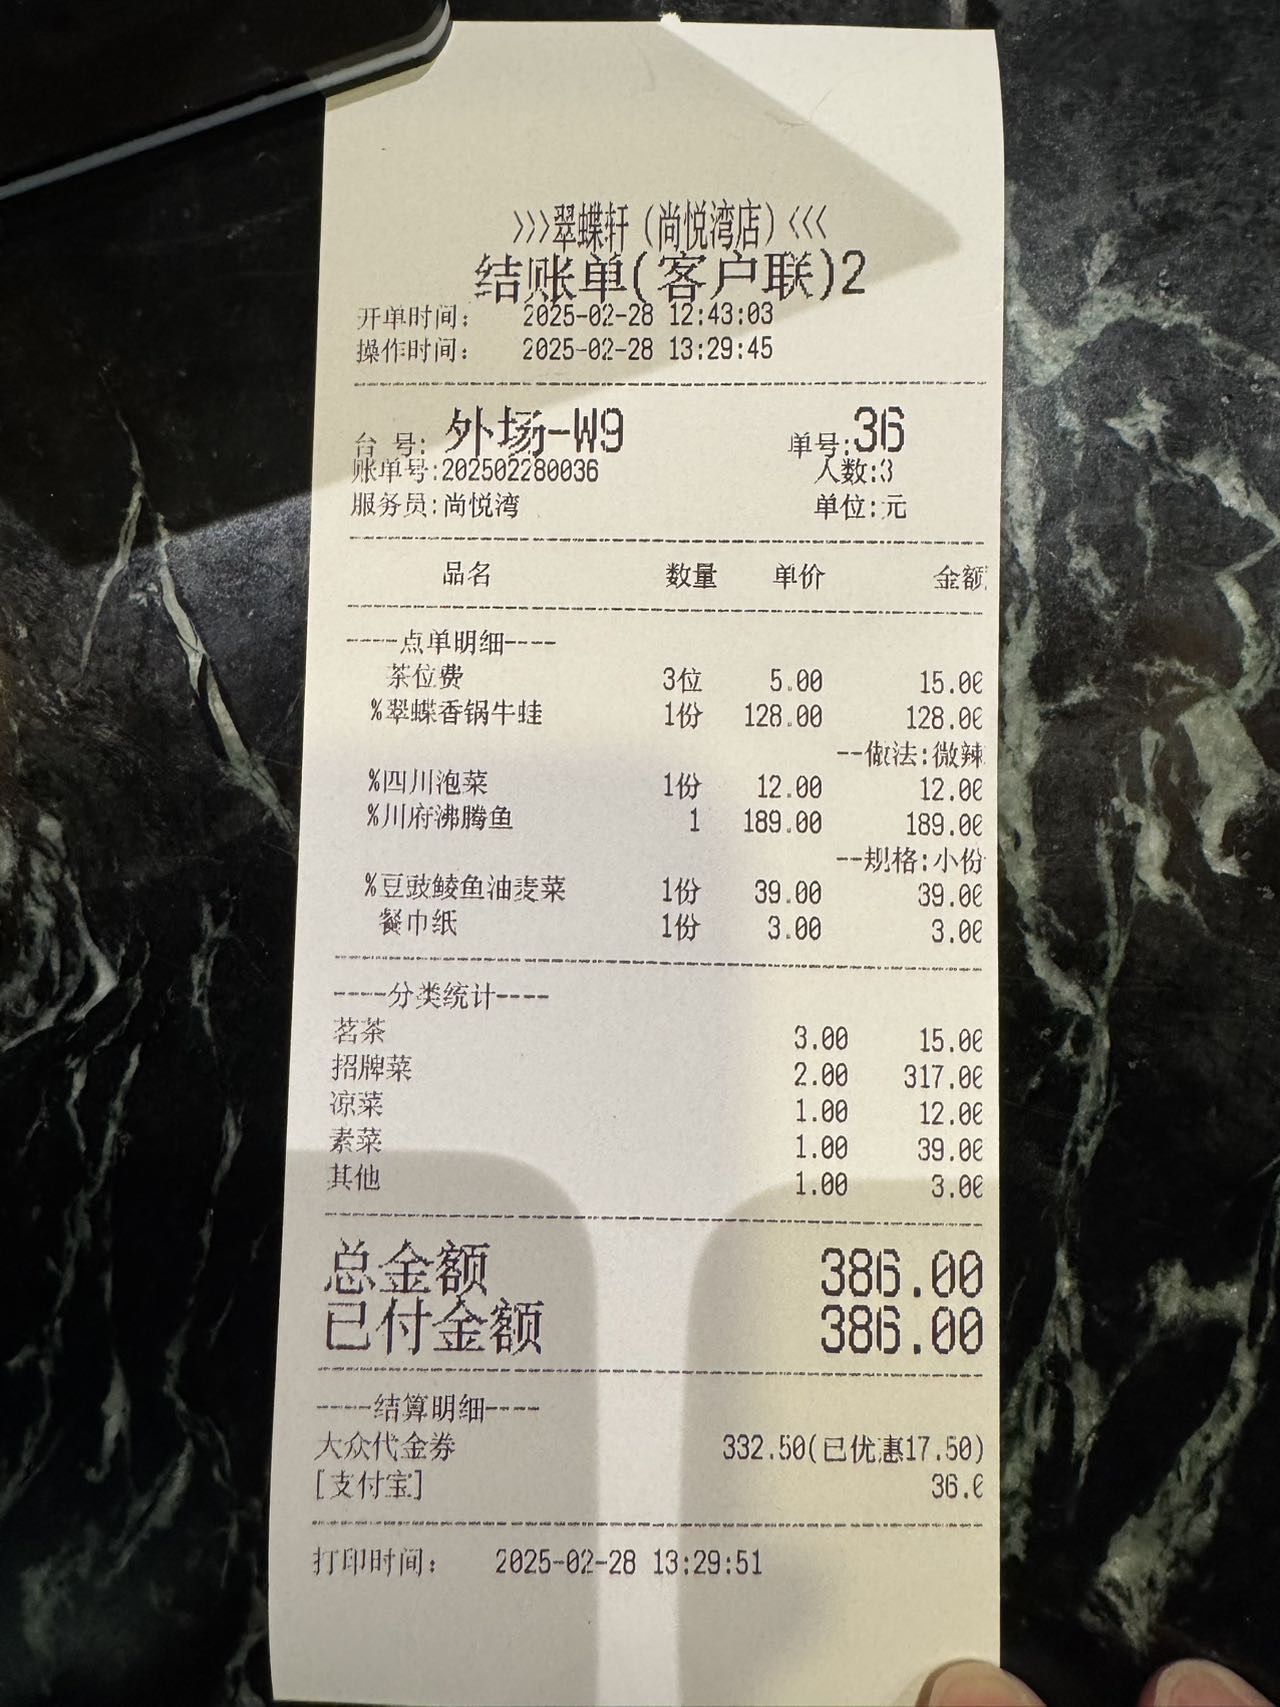 >>>翠蝶轩（尚悦湾店）<<<
结账单(客户联)2
开单时间: 2025-02-28 12:43:03
操作时间: 2025-02-28 13:29:45
台 号: 外场-W9 单号:36
账单号:202502280036 人数:3
服务员:尚悦湾 单位:元
品名 数量 单价 金额
----点单明细----
茶位费 3位 5.00 15.00
%翠蝶香锅牛蛙 1份 128.00 128.00
--做法:微辣
%四川泡菜 1份 12.00 12.00
%川府沸腾鱼 1 189.00 189.00
--规格:小份
%豆豉鲮鱼油麦菜 1份 39.00 39.00
餐巾纸 1份 3.00 3.00
----分类统计----
茗茶 3.00 15.00
招牌菜 2.00 317.00
凉菜 1.00 12.00
素菜 1.00 39.00
其他 1.00 3.00
总金额 386.00
已付金额 386.00
----结算明细----
大众代金券 332.50(已优惠17.50)
[支付宝] 36.0
打印时间: 2025-02-28 13:29:51